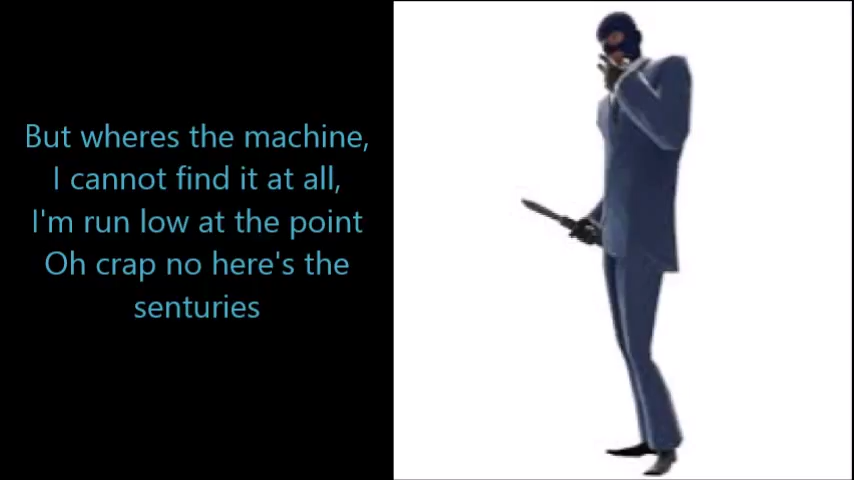 But wheres the machine,
I cannot find it at all,
I'm run low at the point
Oh crap no here's the
senturies